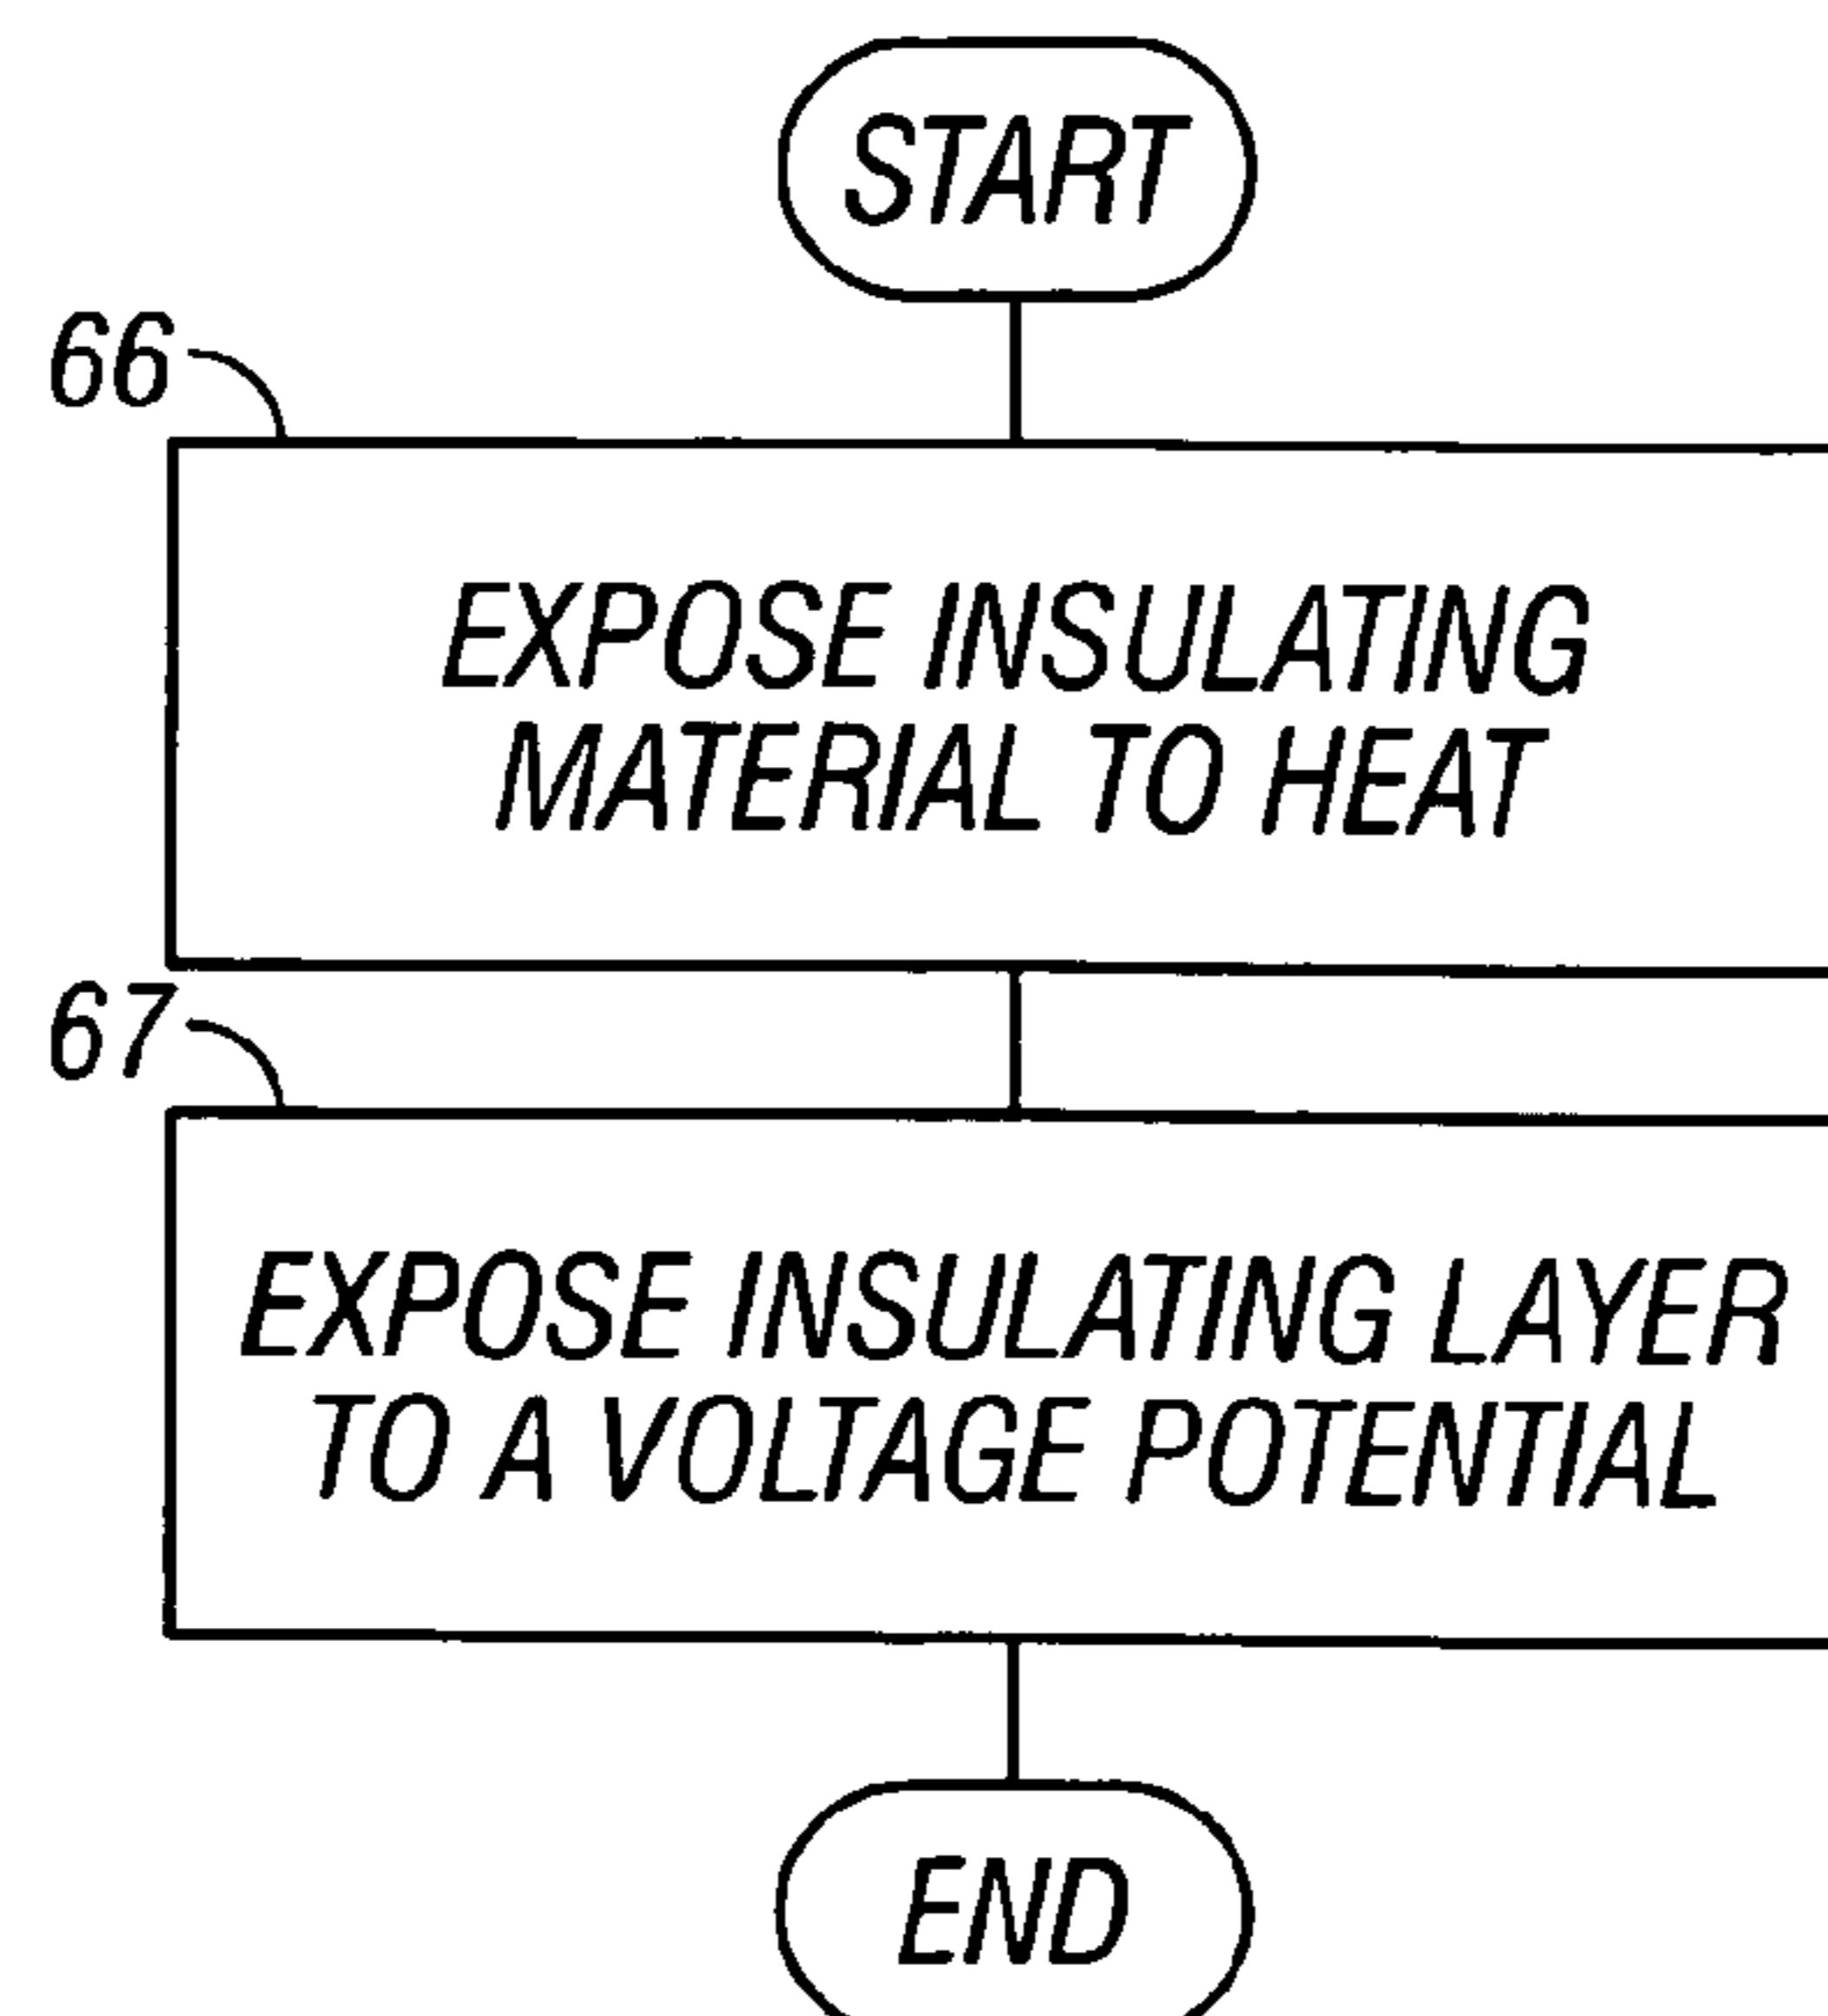 START
66
EXPOSE INSULATING
MATERIAL TO HEAT
67
EXPOSE INSULATING LAYER
TO A VOLTAGE POTENTIAL
END